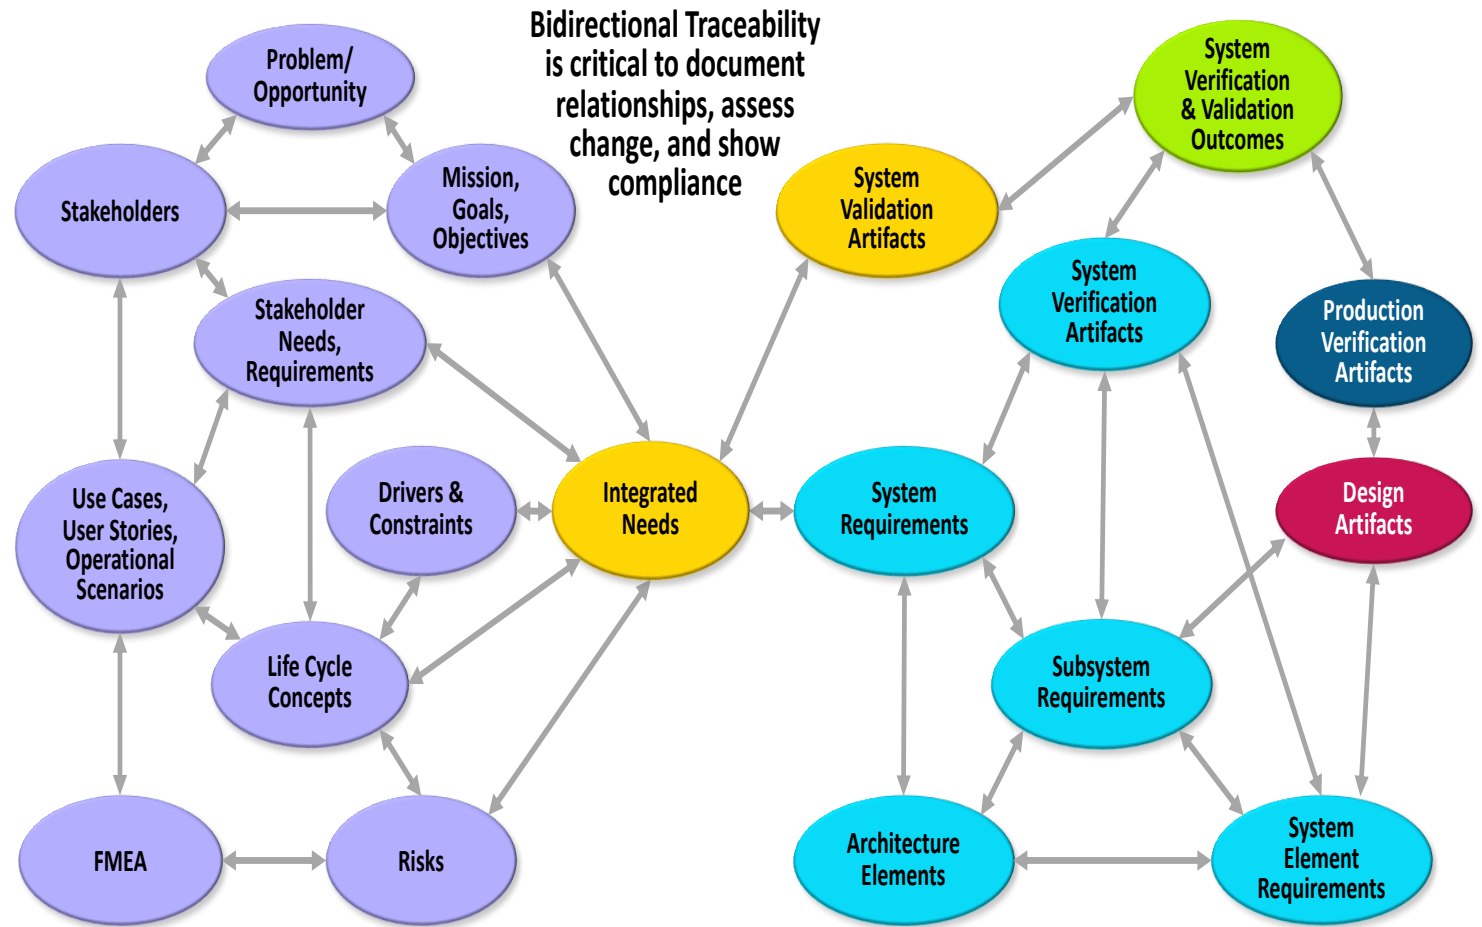 Bidirectional Traceability
is critical to document
relationships, assess
change, and show
compliance
Problem/
Opportunity
Stakeholders
Mission,
Goals,
Objectives
Stakeholder
Needs,
Requirements
Use Cases,
User Stories,
Operational
Scenarios
Drivers &
Constraints
Life Cycle
Concepts
FMEA
Risks
Integrated
Needs
System
Validation
Artifacts
System
Verification
& Validation
Outcomes
System
Verification
Artifacts
Production
Verification
Artifacts
System
Requirements
Design
Artifacts
Subsystem
Requirements
Architecture
Elements
System
Element
Requirements